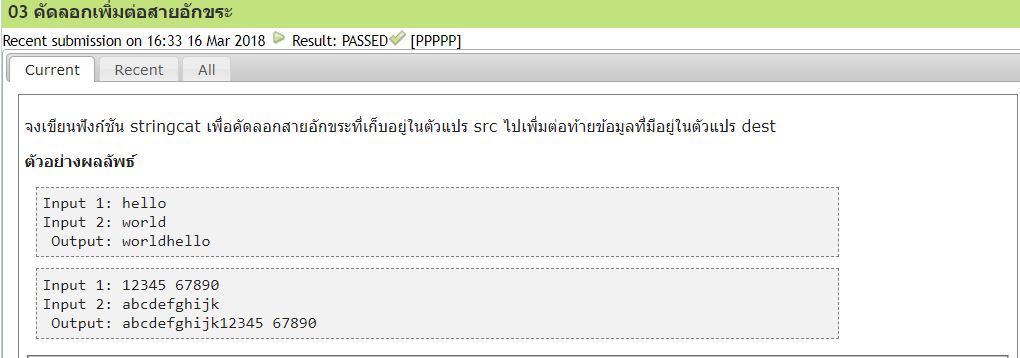 03 คัดลอกเพิ่มต่อสายอักขระ
Recent submission on 16:33 16 Mar 2018 Result: PASSED [PPPPP]
Current Recent All
จงเขียนฟังก์ชัน stringcat เพื่อคัดลอกสายอักขระที่เก็บอยู่ในตัวแปร src ไปเพิ่มต่อท้ายข้อมูลที่มีอยู่ในตัวแปร dest
ตัวอย่างผลลัพธ์
Input 1: hello
Input 2: world
Output: worldhello
Input 1: 12345 67890
Input 2: abcdefghijk
Output: abcdefghijk12345 67890